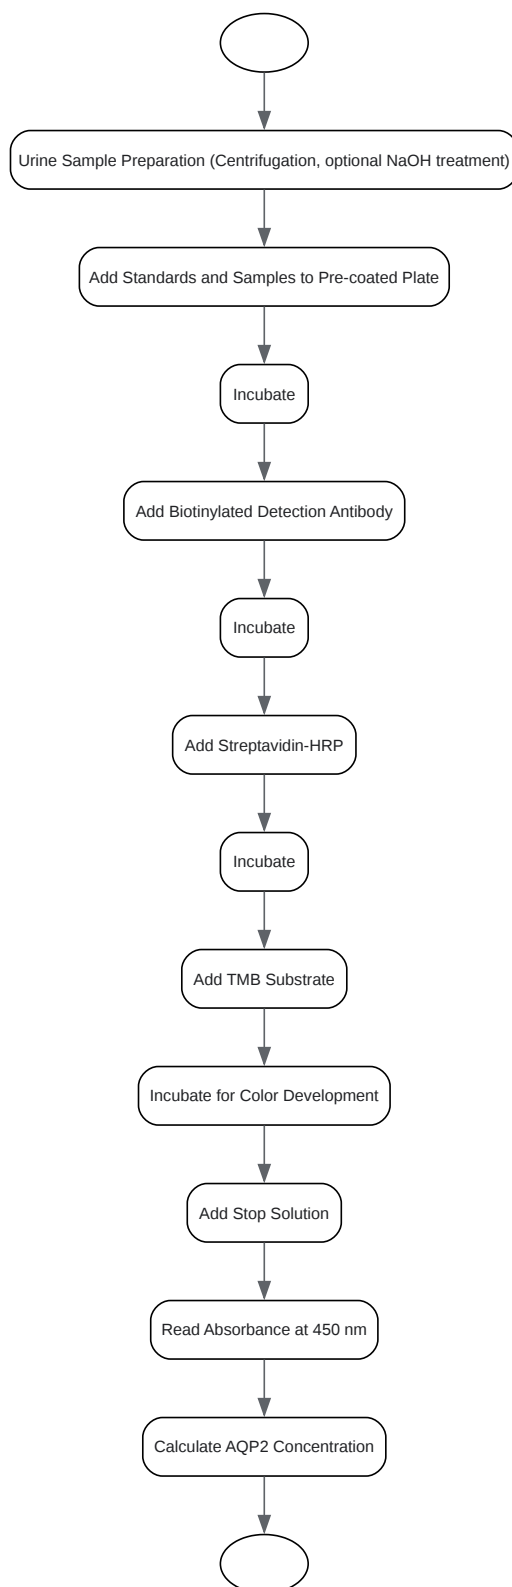 Urine Sample Preparation (Centrifugation, optional NaOH treatment)
Add Standards and Samples to Pre-coated Plate
Incubate
Add Biotinylated Detection Antibody
Incubate
Add Streptavidin-HRP
Incubate
Add TMB Substrate
Incubate for Color Development
Add Stop Solution
Read Absorbance at 450 nm
Calculate AQP2 Concentration